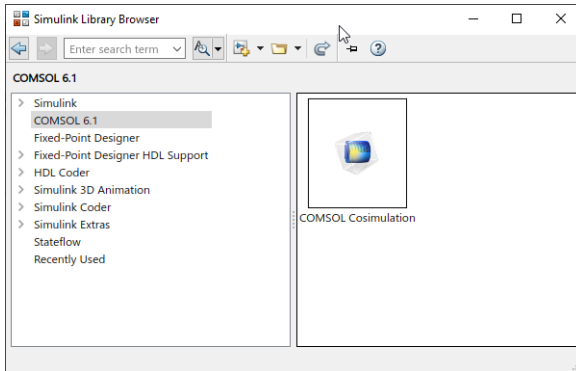 Simulink Library Browser
Enter search term
COMSOL 6.1
Simulink
COMSOL 6.1
Fixed-Point Designer
Fixed-Point Designer HDL Support
HDL Coder
Simulink 3D Animation
Simulink Coder
Simulink Extras
Stateflow
Recently Used
COMSOL Cosimulation